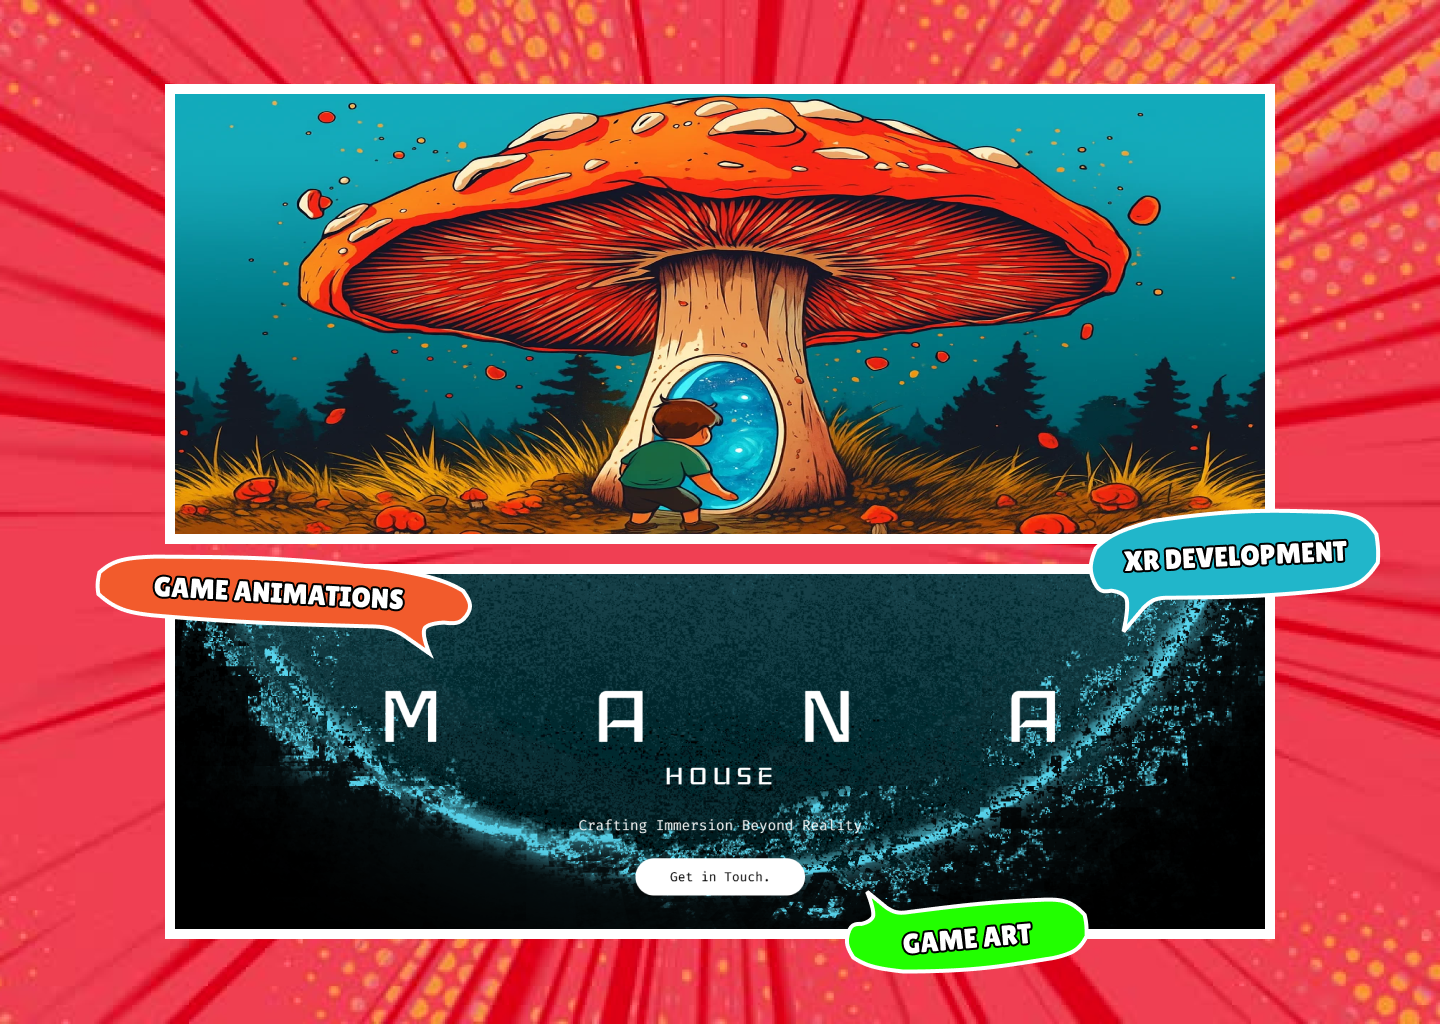 XR DEVELOPMENT
GAME ANIMATIONS
M A N A
HOUSE
Crafting Immersion Beyond Reality
Get in Touch.
GAME ART